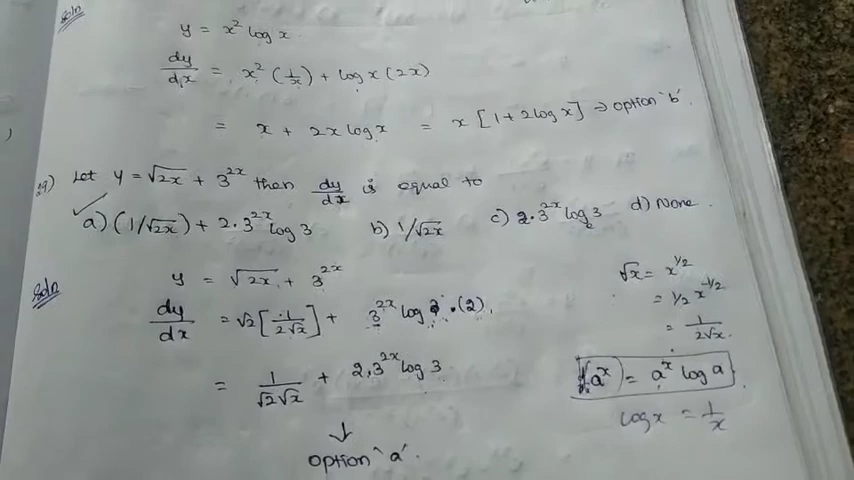 Soln
y = x² log x
dy/dx = x² (1/x) + log x (2x)
= x + 2x log x = x [1 + 2 log x] ⇒ option 'b'.
29) Let y = √2x + 3^2x then dy/dx is equal to
✓ a) (1/√2x) + 2·3^2x log 3 b) 1/√2x c) 2·3^2x log₂ 3 d) None.
Soln
y = √2x + 3^2x
dy/dx = √2 [1/2√x] + 3^2x log 3 · (2).
= 1/√2√x + 2.3^2x log 3
↓
option 'a'.
√x = x^1/2
= 1/2 x^-1/2
= 1/2√x.
a^x) = a^x log a
log x = 1/x